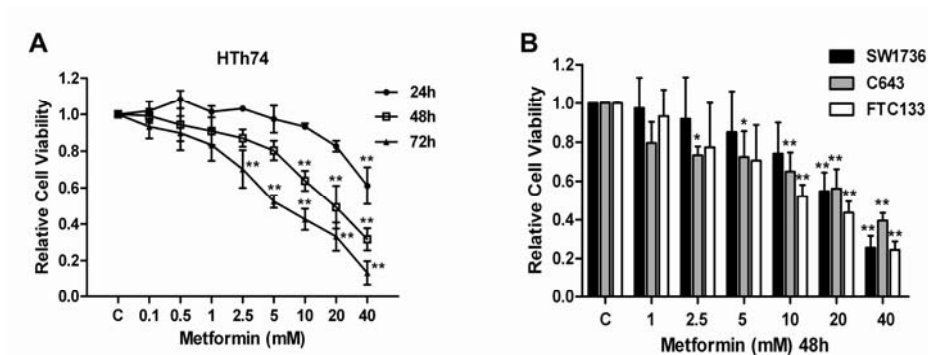 A
HTh74
Relative Cell Viability
1.2
1.0
0.8
0.6
0.4
0.2
0.0
24h
48h
72h
**
**
**
**
**
**
**
**
**
C 0.1 0.5 1 2.5 5 10 20 40
Metformin (mM)
B
SW1736
C643
FTC133
Relative Cell Viability
1.2
1.0
0.8
0.6
0.4
0.2
0.0
*
*
**
**
**
**
**
**
**
**
C 1 2.5 5 10 20 40
Metformin (mM) 48h